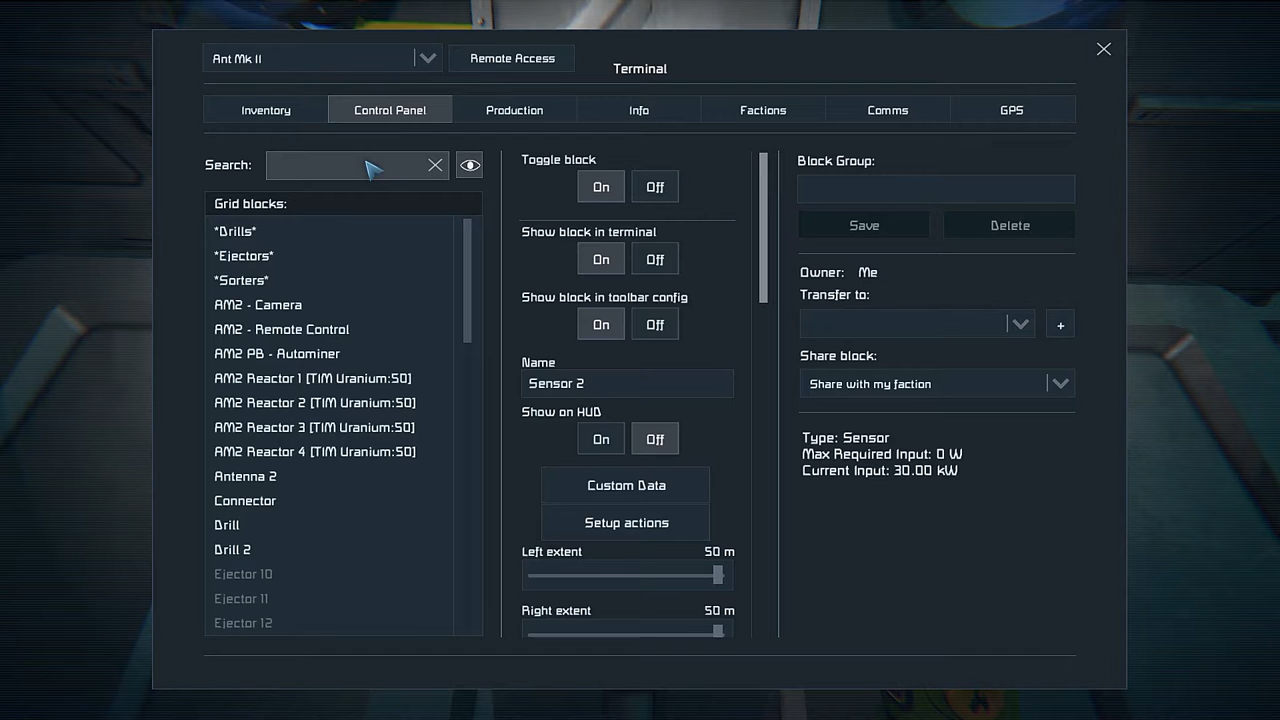 Ant Mk II
Remote Access
Terminal
Inventory
Control Panel
Production
Info
Factions
Comms
GPS
Search:
Grid blocks:
*Drills*
*Ejectors*
*Sorters*
AM2 - Camera
AM2 - Remote Control
AM2 PB - Autominer
AM2 Reactor 1 [TIM Uranium:50]
AM2 Reactor 2 [TIM Uranium:50]
AM2 Reactor 3 [TIM Uranium:50]
AM2 Reactor 4 [TIM Uranium:50]
Antenna 2
Connector
Drill
Drill 2
Ejector 10
Ejector 11
Ejector 12
Toggle block
On Off
Show block in terminal
On Off
Show block in toolbar config
On Off
Name
Sensor 2
Show on HUD
On Off
Custom Data
Setup actions
Left extent 50 m
Right extent 50 m
Block Group:
Save
Delete
Owner: Me
Transfer to:
+
Share block:
Share with my faction
Type: Sensor
Max Required Input: 0 W
Current Input: 30.00 kW